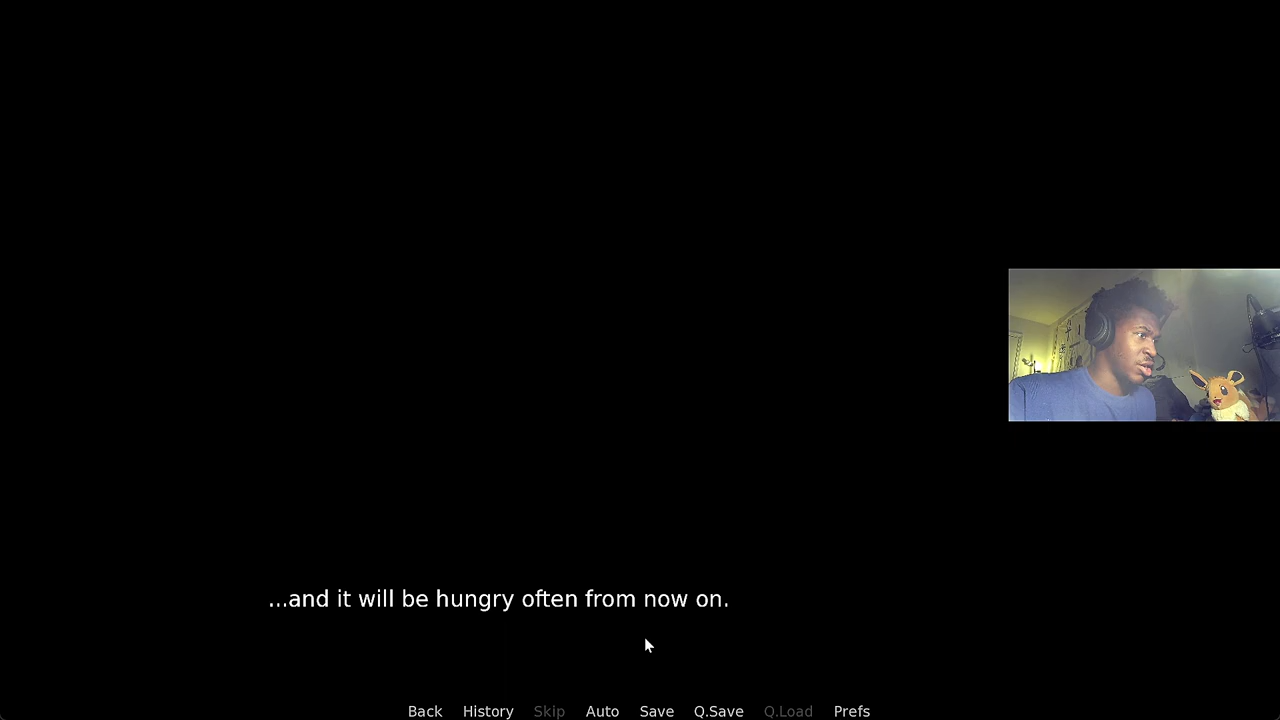 ...and it will be hungry often from now on.
Back History Skip Auto Save Q.Save Q.Load Prefs